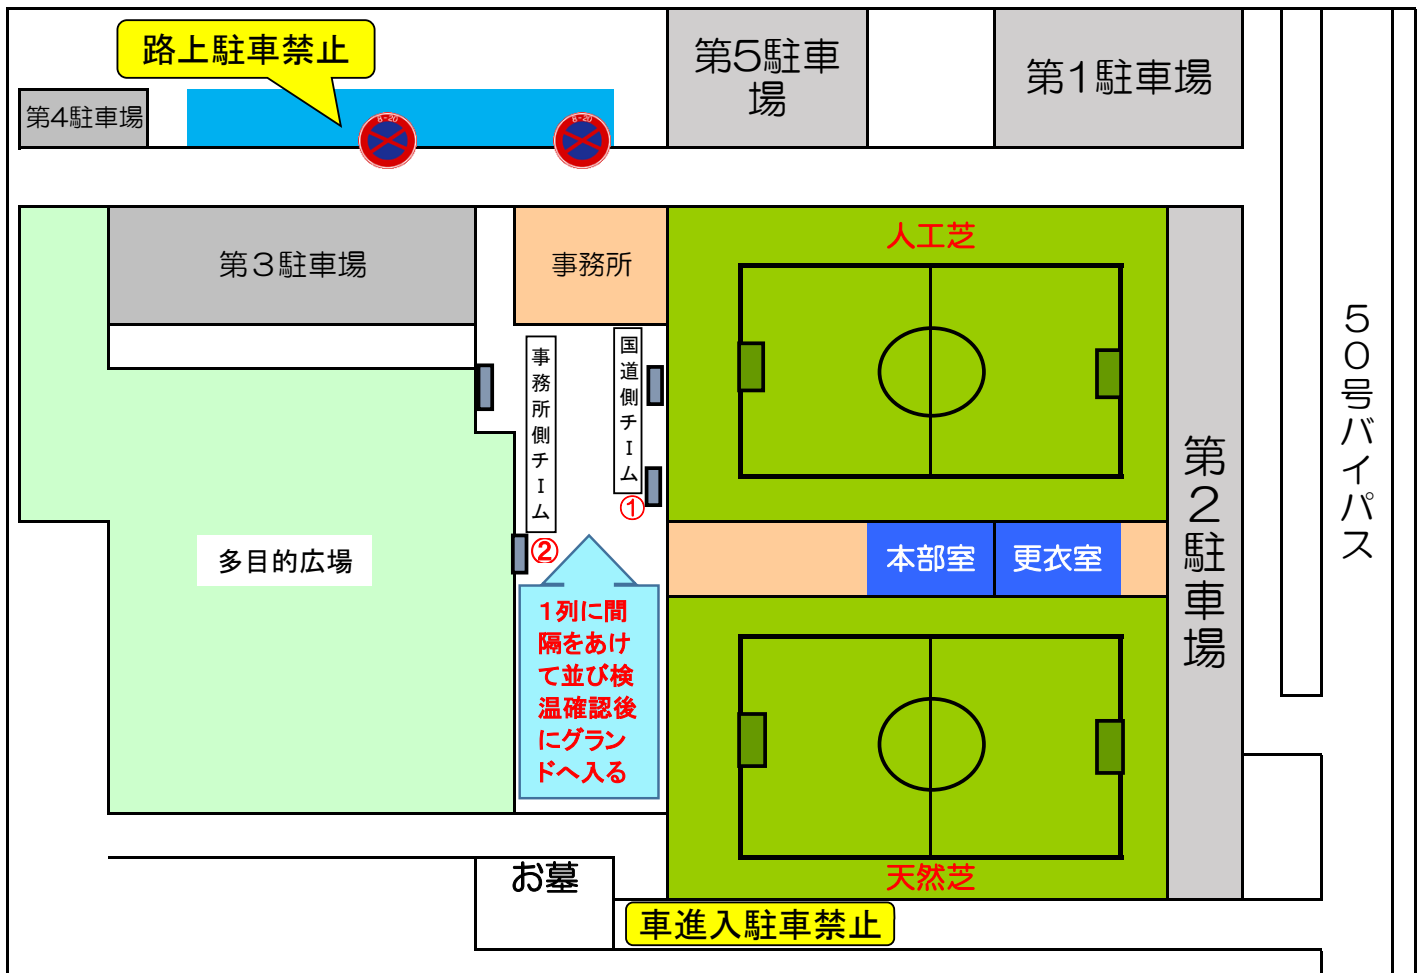 路上駐車禁止
第5駐車
場
第1駐車場
第4駐車場
8-20
8-20
第3駐車場
事務所
人工芝
事務所側チーム
国道側チーム
①
②
1列に間
隔をあけ
て並び検
温確認後
にグラン
ドへ入る
多目的広場
本部室
更衣室
第2駐車場
50号バイパス
天然芝
お墓
車進入駐車禁止